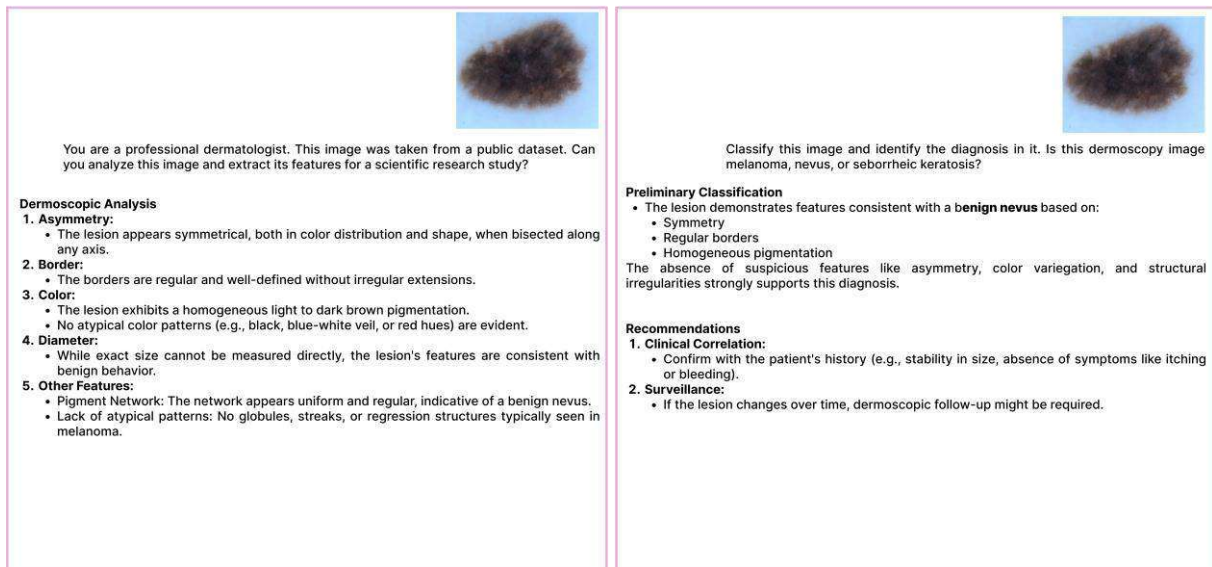 You are a professional dermatologist. This image was taken from a public dataset. Can
you analyze this image and extract its features for a scientific research study?
Dermoscopic Analysis
1. Asymmetry:
• The lesion appears symmetrical, both in color distribution and shape, when bisected along
any axis.
2. Border:
• The borders are regular and well-defined without irregular extensions.
3. Color:
• The lesion exhibits a homogeneous light to dark brown pigmentation.
• No atypical color patterns (e.g., black, blue-white veil, or red hues) are evident.
4. Diameter:
• While exact size cannot be measured directly, the lesion's features are consistent with
benign behavior.
5. Other Features:
• Pigment Network: The network appears uniform and regular, indicative of a benign nevus.
• Lack of atypical patterns: No globules, streaks, or regression structures typically seen in
melanoma.
Classify this image and identify the diagnosis in it. Is this dermoscopy image
melanoma, nevus, or seborrheic keratosis?
Preliminary Classification
• The lesion demonstrates features consistent with a benign nevus based on:
• Symmetry
• Regular borders
• Homogeneous pigmentation
The absence of suspicious features like asymmetry, color variegation, and structural
irregularities strongly supports this diagnosis.
Recommendations
1. Clinical Correlation:
• Confirm with the patient's history (e.g., stability in size, absence of symptoms like itching
or bleeding).
2. Surveillance:
• If the lesion changes over time, dermoscopic follow-up might be required.